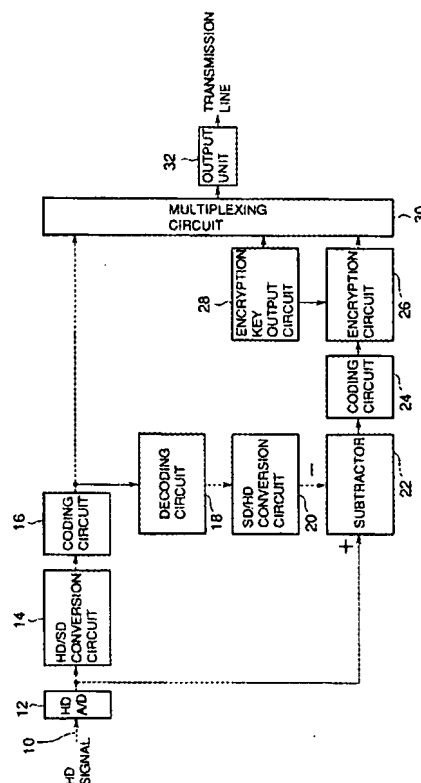 HD
SIGNAL
10
12
HD
A/D
14
HD/SD
CONVERSION
CIRCUIT
16
CODING
CIRCUIT
DECODING
CIRCUIT
18
SD/HD
CONVERSION
CIRCUIT
20
−
+
SUBTRACTOR
22
CODING
CIRCUIT
24
28
ENCRYPTION
KEY
OUTPUT
CIRCUIT
ENCRYPTION
CIRCUIT
26
MULTIPLEXING
CIRCUIT
30
32
OUTPUT
UNIT
TRANSMISSION
LINE